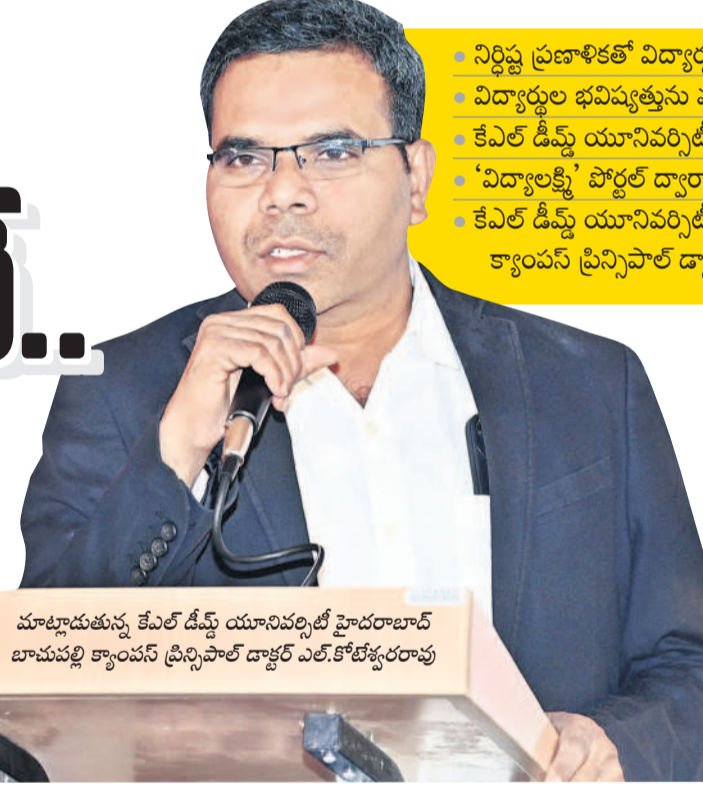 నిర్దిష్ట ప్రణాళికతో
విద్యార్థుల భవిష్యత్తును
కేఎల్ డీమ్డ్ యూనివర్సిటీ
‘విద్యాలక్ష్మి’ పోర్టల్ ద్వారా
కేఎల్ డీమ్డ్ యూనివర్సిటీ
క్యాంపస్ ప్రిన్సిపాల్
మాట్లాడుతున్న కేఎల్ డీమ్డ్ యూనివర్సిటీ హైదరాబాద్
బాచుపల్లి క్యాంపస్ ప్రిన్సిపాల్ డాక్టర్ ఎల్.కోటేశ్వరరావు